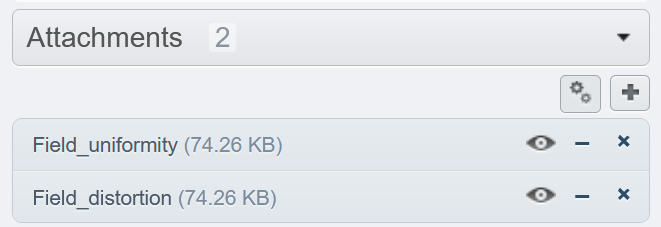 Attachments 2
Field_uniformity (74.26 KB)
Field_distortion (74.26 KB)